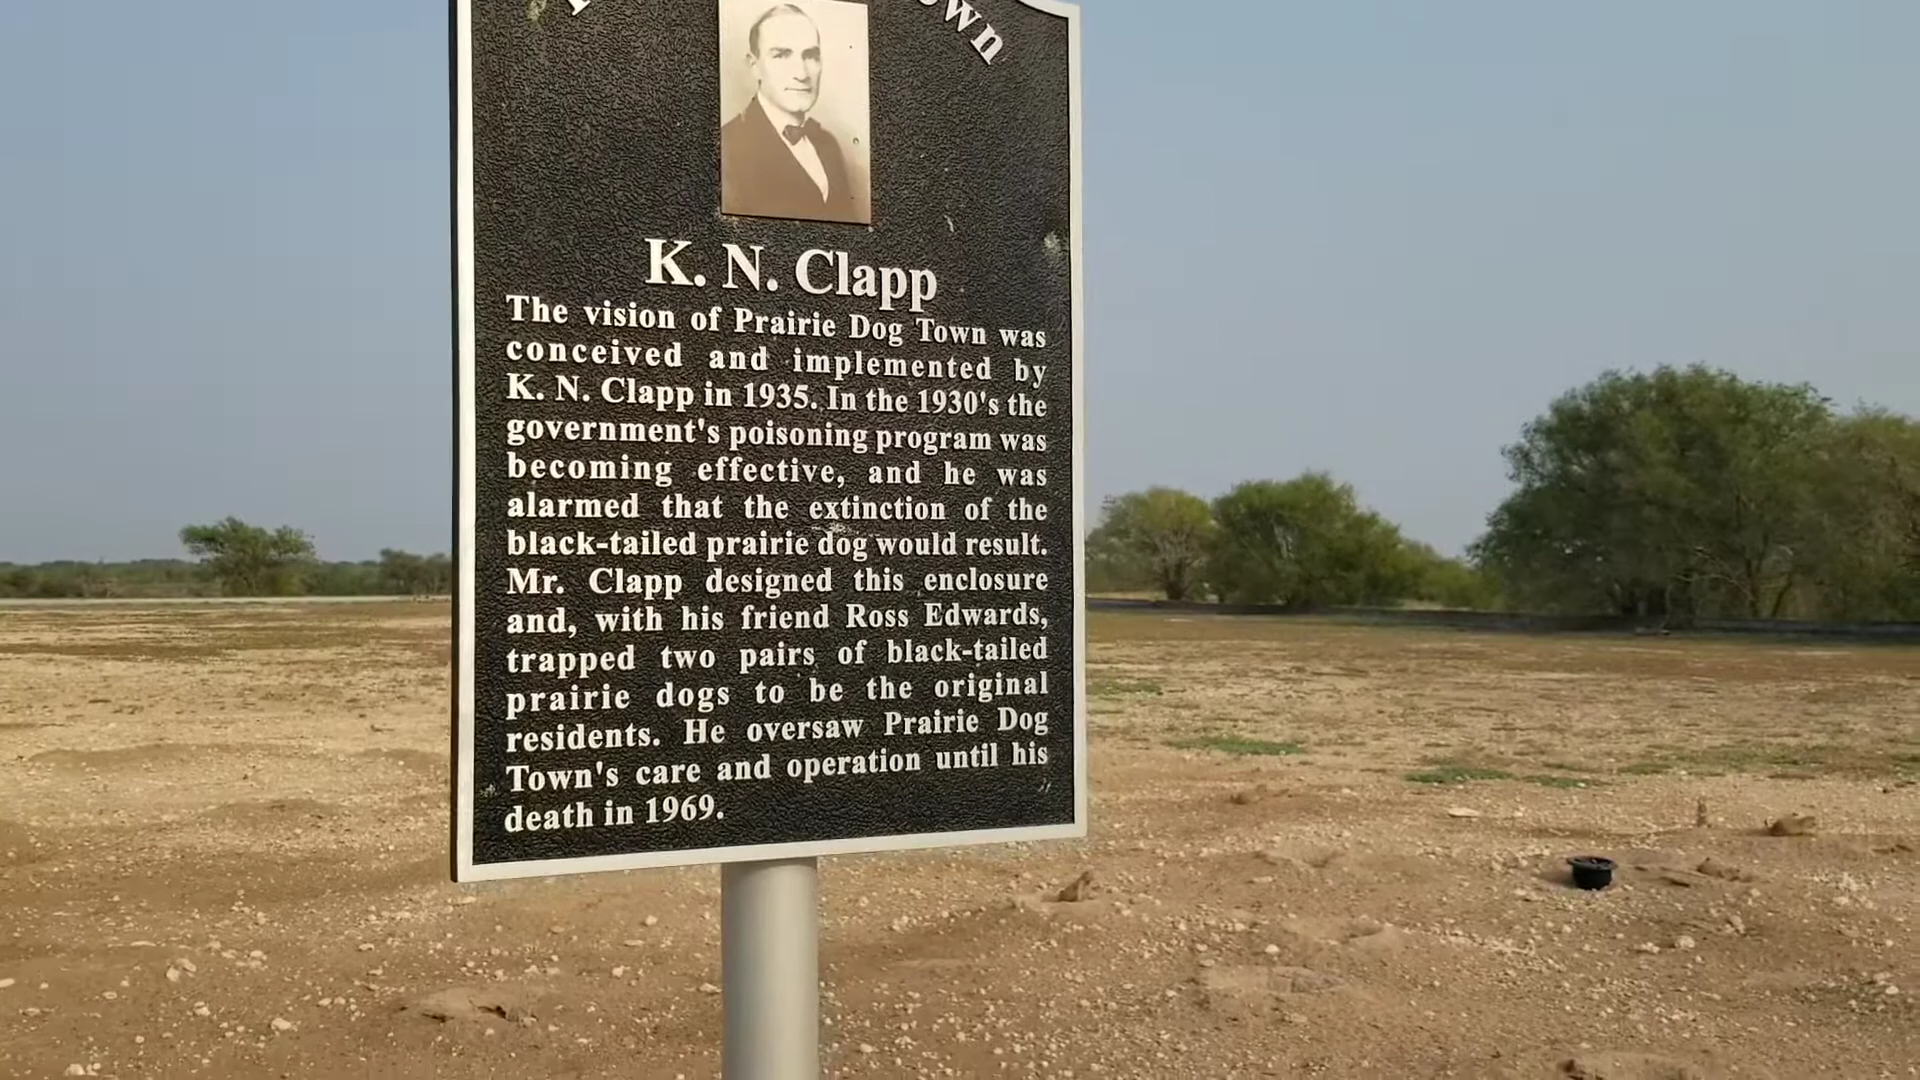 K. N. Clapp
The vision of Prairie Dog Town was
conceived and implemented by
K. N. Clapp in 1935. In the 1930's the
government's poisoning program was
becoming effective, and he was
alarmed that the extinction of the
black-tailed prairie dog would result.
Mr. Clapp designed this enclosure
and, with his friend Ross Edwards,
trapped two pairs of black-tailed
prairie dogs to be the original
residents. He oversaw Prairie Dog
Town's care and operation until his
death in 1969.